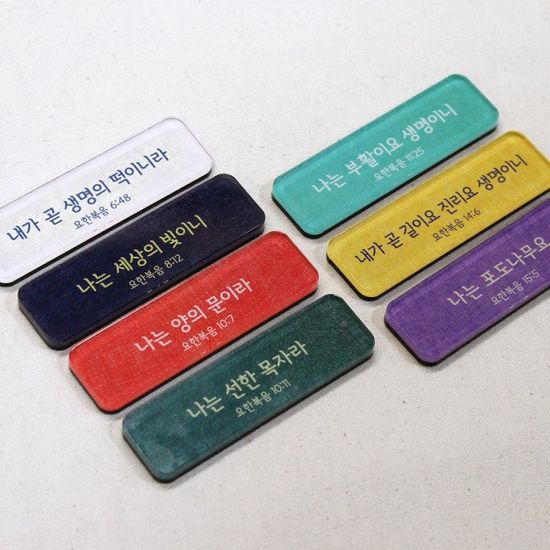 내가 곧 생명의 떡이니라
요한복음 6:48
나는 세상의 빛이니
요한복음 8:12
나는 양의 문이라
요한복음 10:7
나는 선한 목자라
요한복음 10:11
나는 부활이요 생명이니
요한복음 11:25
내가 곧 길이요 진리요 생명이니
요한복음 14:6
나는 포도나무요
요한복음 15:5